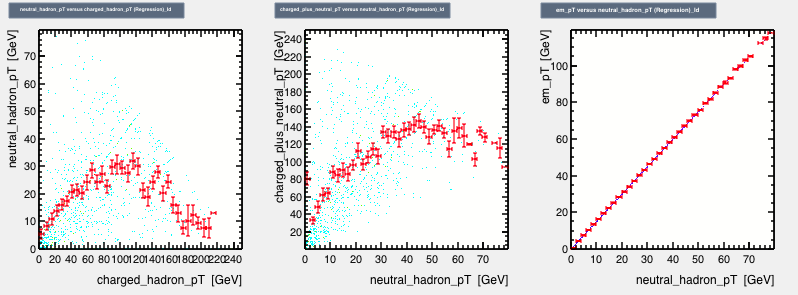 neutral_hadron_pT versus charged_hadron_pT (Regression)_Id
charged_plus_neutral_pT versus neutral_hadron_pT (Regression)_Id
em_pT versus neutral_hadron_pT (Regression)_Id
neutral_hadron_pT [GeV]
70
60
50
40
30
20
10
0
0 20 40 60 80 100 120 140 160 180 200 220 240
charged_hadron_pT [GeV]
charged_plus_neutral_pT [GeV]
240
220
200
180
160
140
120
100
80
60
40
20
0 10 20 30 40 50 60 70
neutral_hadron_pT [GeV]
em_pT [GeV]
100
80
60
40
20
0
0 10 20 30 40 50 60 70
neutral_hadron_pT [GeV]